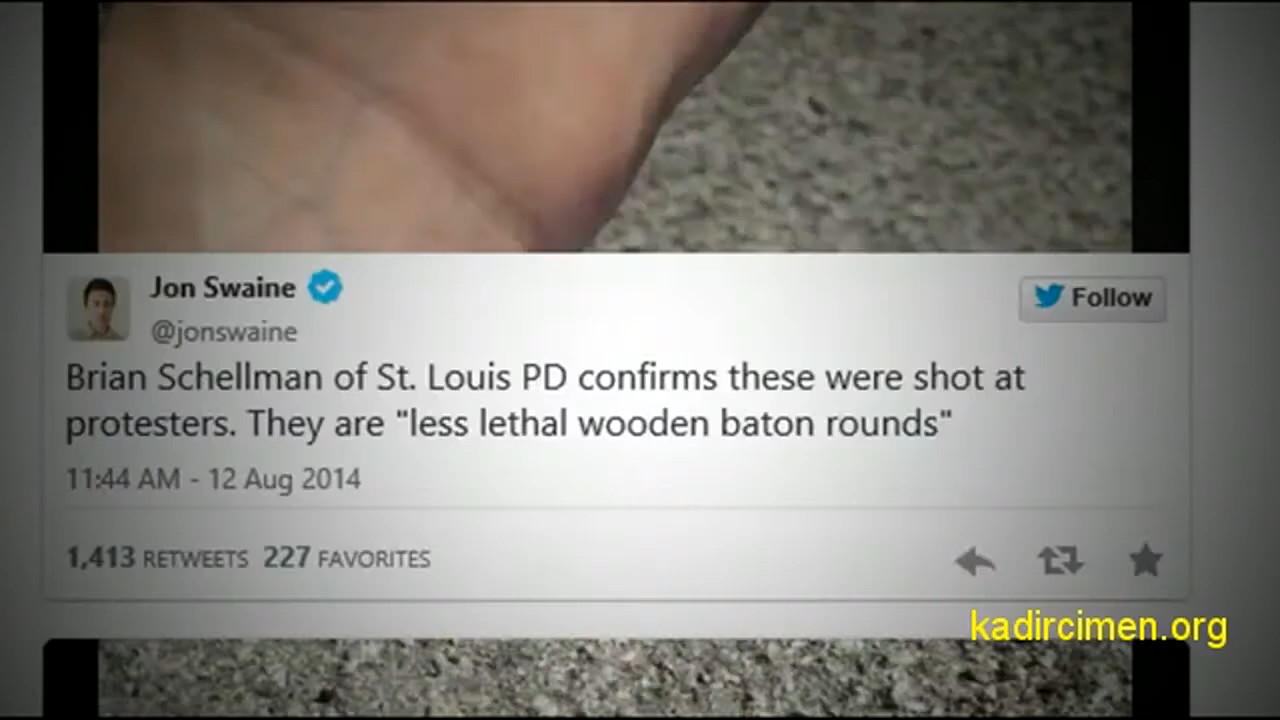 Jon Swaine
@jonswaine
Follow
Brian Schellman of St. Louis PD confirms these were shot at
protesters. They are "less lethal wooden baton rounds"
11:44 AM - 12 Aug 2014
1,413 RETWEETS 227 FAVORITES
kadircimen.org